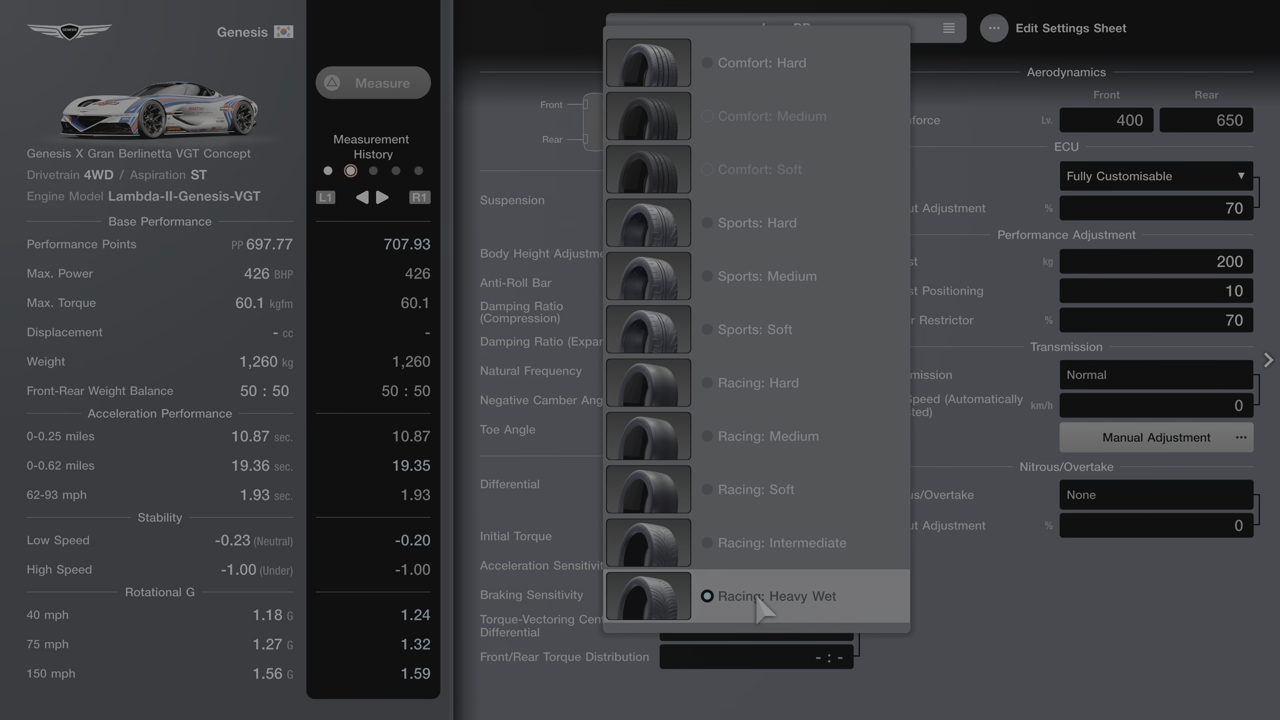 GENESIS
Genesis
Genesis X Gran Berlinetta VGT Concept
Drivetrain 4WD / Aspiration ST
Engine Model Lambda-II-Genesis-VGT
Base Performance
Performance Points PP 697.77
Max. Power 426 BHP
Max. Torque 60.1 kgfm
Displacement - cc
Weight 1,260 kg
Front-Rear Weight Balance 50 : 50
Acceleration Performance
0-0.25 miles 10.87 sec.
0-0.62 miles 19.36 sec.
62-93 mph 1.93 sec.
Stability
Low Speed -0.23 (Neutral)
High Speed -1.00 (Under)
Rotational G
40 mph 1.18 G
75 mph 1.27 G
150 mph 1.56 G
Measure
Measurement
History
L1 R1
707.93
426
60.1
-
1,260
50 : 50
10.87
19.35
1.93
-0.20
-1.00
1.24
1.32
1.59
Edit Settings Sheet
Front
Rear
Suspension
Body Height Adjustme
Anti-Roll Bar
Damping Ratio
(Compression)
Damping Ratio (Expan
Natural Frequency
Negative Camber Ang
Toe Angle
Differential
Initial Torque
Acceleration Sensitivi
Braking Sensitivity
Torque-Vectoring Cen
Differential
Front/Rear Torque Distribution - : -
Comfort: Hard
Comfort: Medium
Comfort: Soft
Sports: Hard
Sports: Medium
Sports: Soft
Racing: Hard
Racing: Medium
Racing: Soft
Racing: Intermediate
Racing: Heavy Wet
Aerodynamics
Front Rear
nforce Lv. 400 650
ECU
Fully Customisable
ut Adjustment % 70
Performance Adjustment
st kg 200
st Positioning 10
r Restrictor % 70
Transmission
mission Normal
Speed (Automatically
ted) km/h 0
Manual Adjustment
Nitrous/Overtake
us/Overtake None
ut Adjustment % 0